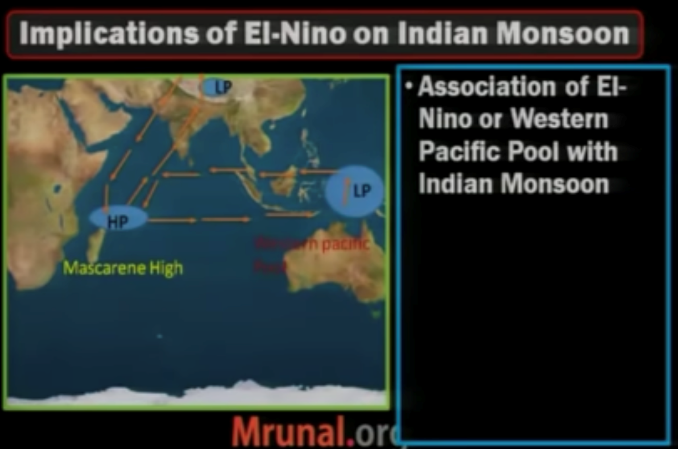 Implications of El-Nino on Indian Monsoon
LP
LP
HP
Western pacific
Mascarene High
• Association of El-
Nino or Western
Pacific Pool with
Indian Monsoon
Mrunal.org